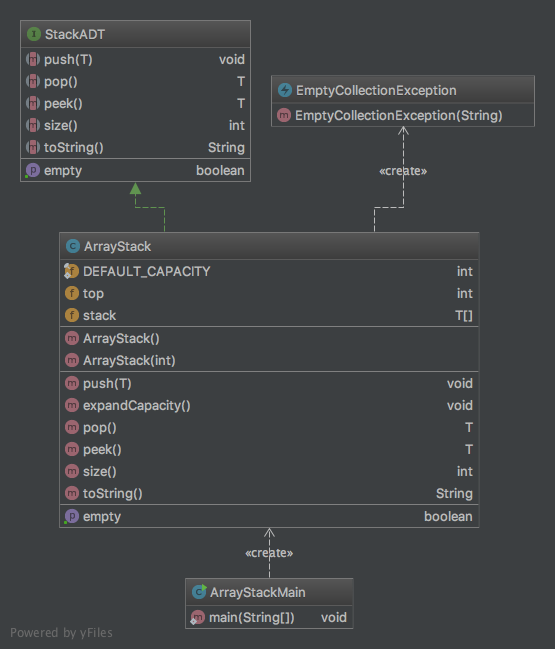 StackADT
push(T) void
pop() T
peek() T
size() int
toString() String
empty boolean
EmptyCollectionException
EmptyCollectionException(String)
«create»
ArrayStack
DEFAULT_CAPACITY int
top int
stack T[]
ArrayStack()
ArrayStack(int)
push(T) void
expandCapacity() void
pop() T
peek() T
size() int
toString() String
empty boolean
«create»
ArrayStackMain
main(String[]) void
Powered by yFiles